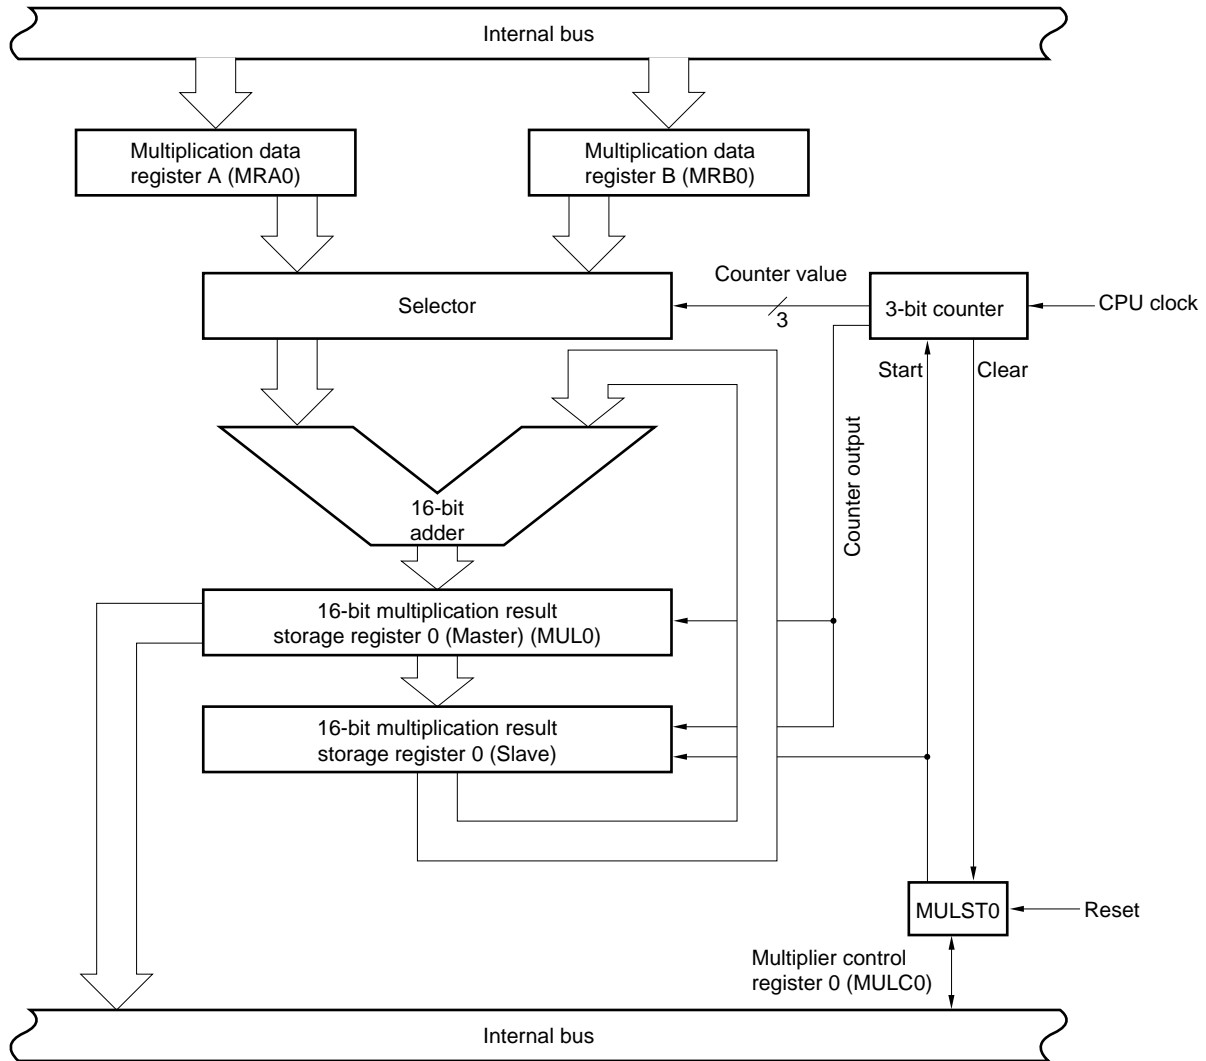 Internal bus
Multiplication data
register A (MRA0)
Multiplication data
register B (MRB0)
Counter value
3
Selector
3-bit counter
CPU clock
Start
Clear
Counter output
16-bit
adder
16-bit multiplication result
storage register 0 (Master) (MUL0)
16-bit multiplication result
storage register 0 (Slave)
MULST0
Reset
Multiplier control
register 0 (MULC0)
Internal bus